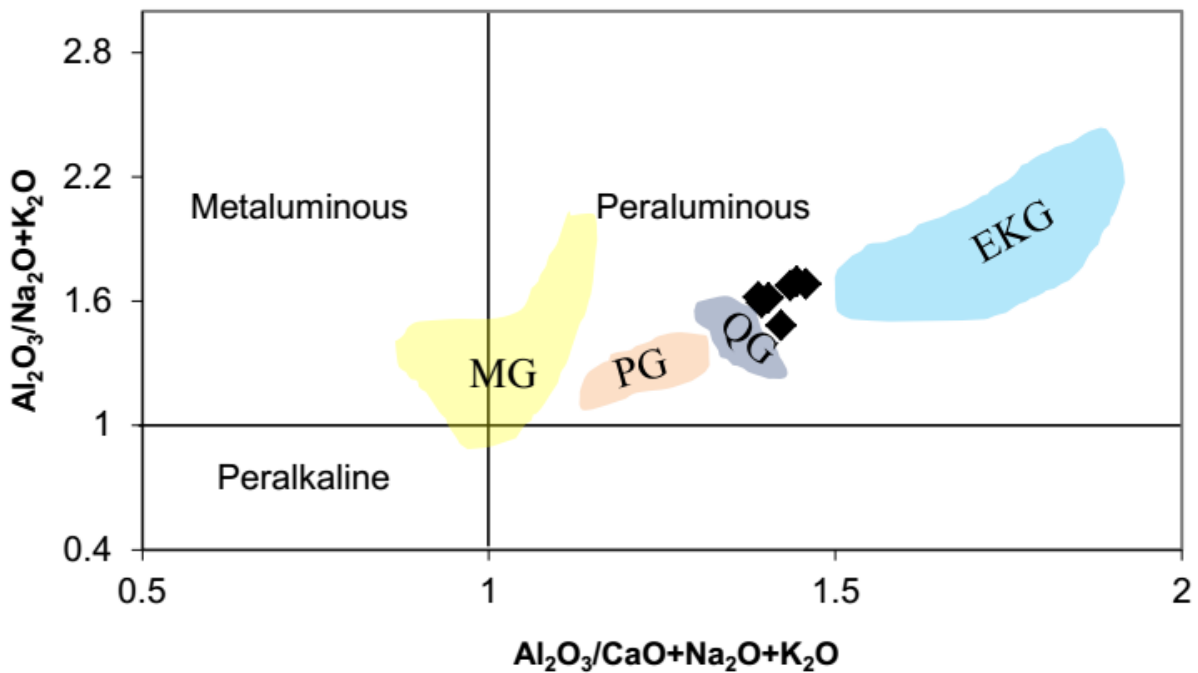 2.8
2.2
1.6
1
0.4
Al₂O₃/Na₂O+K₂O
Metaluminous
Peraluminous
EKG
QG
PG
MG
Peralkaline
0.5
1
1.5
2
Al₂O₃/CaO+Na₂O+K₂O